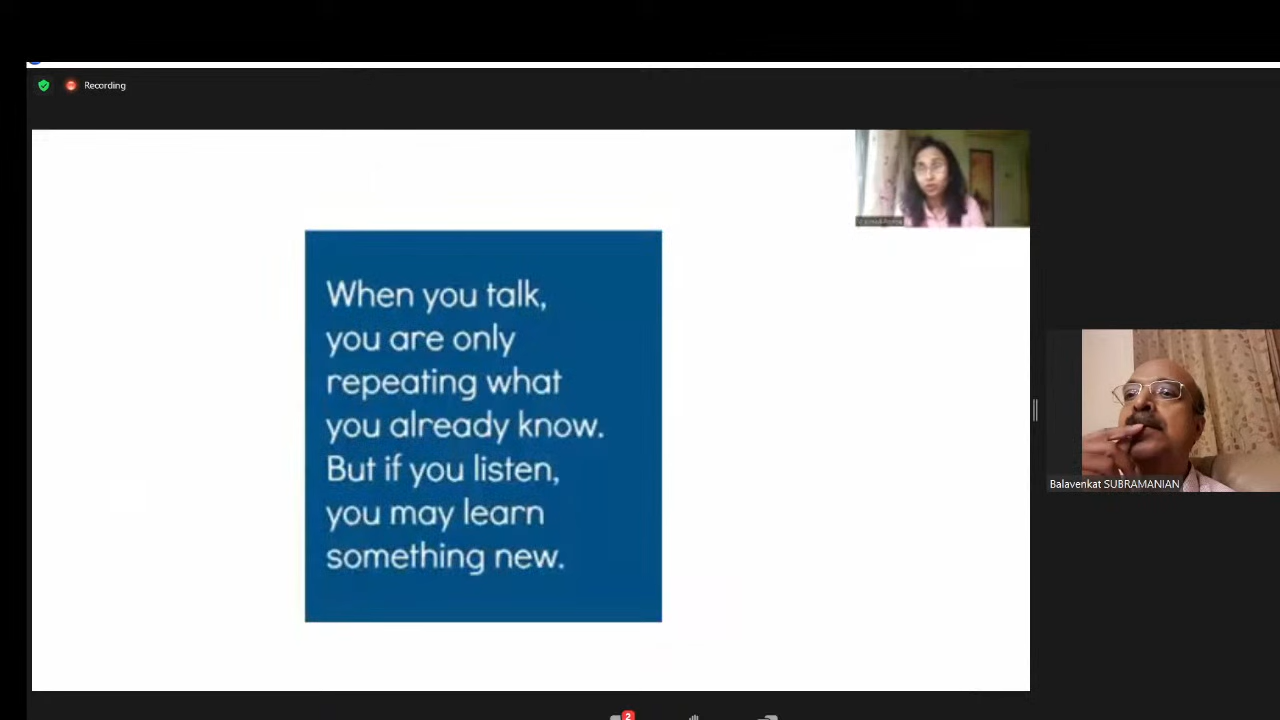 Recording
When you talk,
you are only
repeating what
you already know.
But if you listen,
you may learn
something new.
Balavenkat SUBRAMANIAN
2